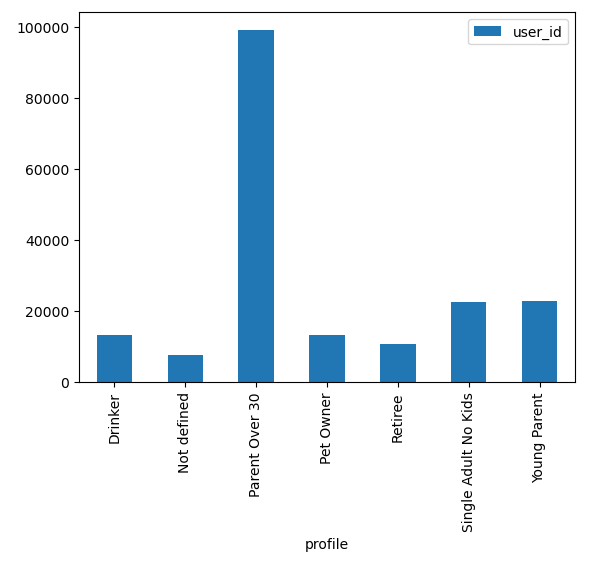 100000
80000
60000
40000
20000
0
user_id
Drinker
Not defined
Parent Over 30
Pet Owner
Retiree
Single Adult No Kids
Young Parent
profile